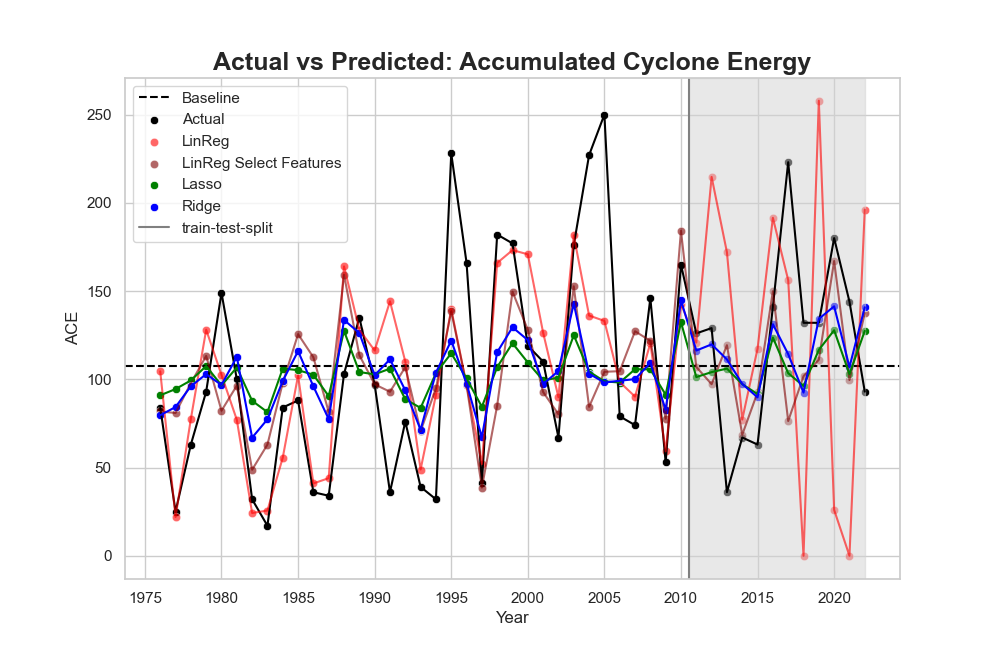 Actual vs Predicted: Accumulated Cyclone Energy
Baseline
Actual
LinReg
LinReg Select Features
Lasso
Ridge
train-test-split
250
200
150
100
50
0
ACE
1975 1980 1985 1990 1995 2000 2005 2010 2015 2020
Year